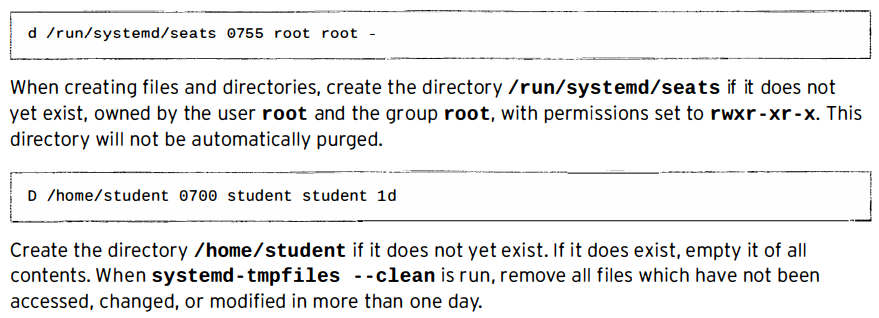 d /run/systemd/seats 0755 root root -
When creating files and directories, create the directory /run/systemd/seats if it does not
yet exist, owned by the user root and the group root, with permissions set to rwxr-xr-x. This
directory will not be automatically purged.
D /home/student 0700 student student 1d
Create the directory /home/student if it does not yet exist. If it does exist, empty it of all
contents. When systemd-tmpfiles --clean is run, remove all files which have not been
accessed, changed, or modified in more than one day.